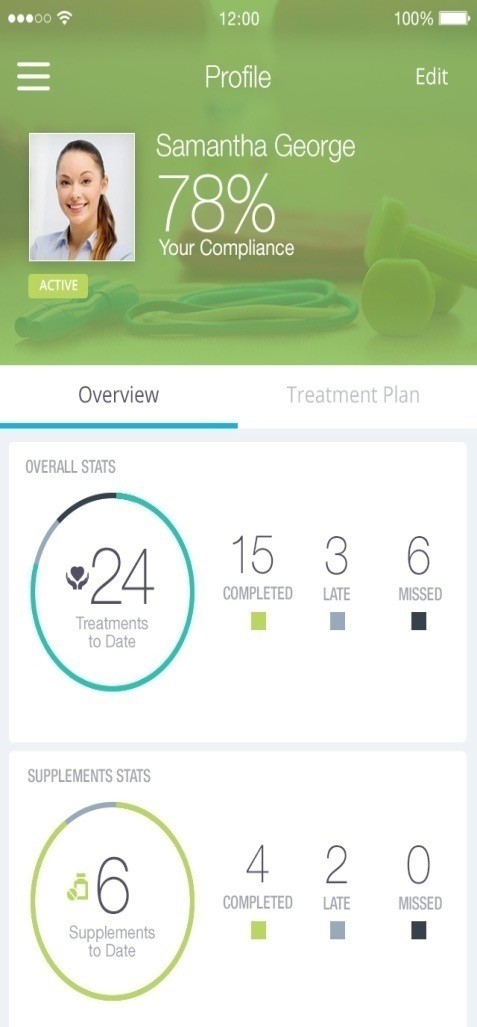 12:00
100%
Profile
Edit
Samantha George
78%
Your Compliance
ACTIVE
Overview
Treatment Plan
OVERALL STATS
24
Treatments
to Date
15
COMPLETED
3
LATE
6
MISSED
SUPPLEMENTS STATS
6
Supplements
to Date
4
COMPLETED
2
LATE
0
MISSED